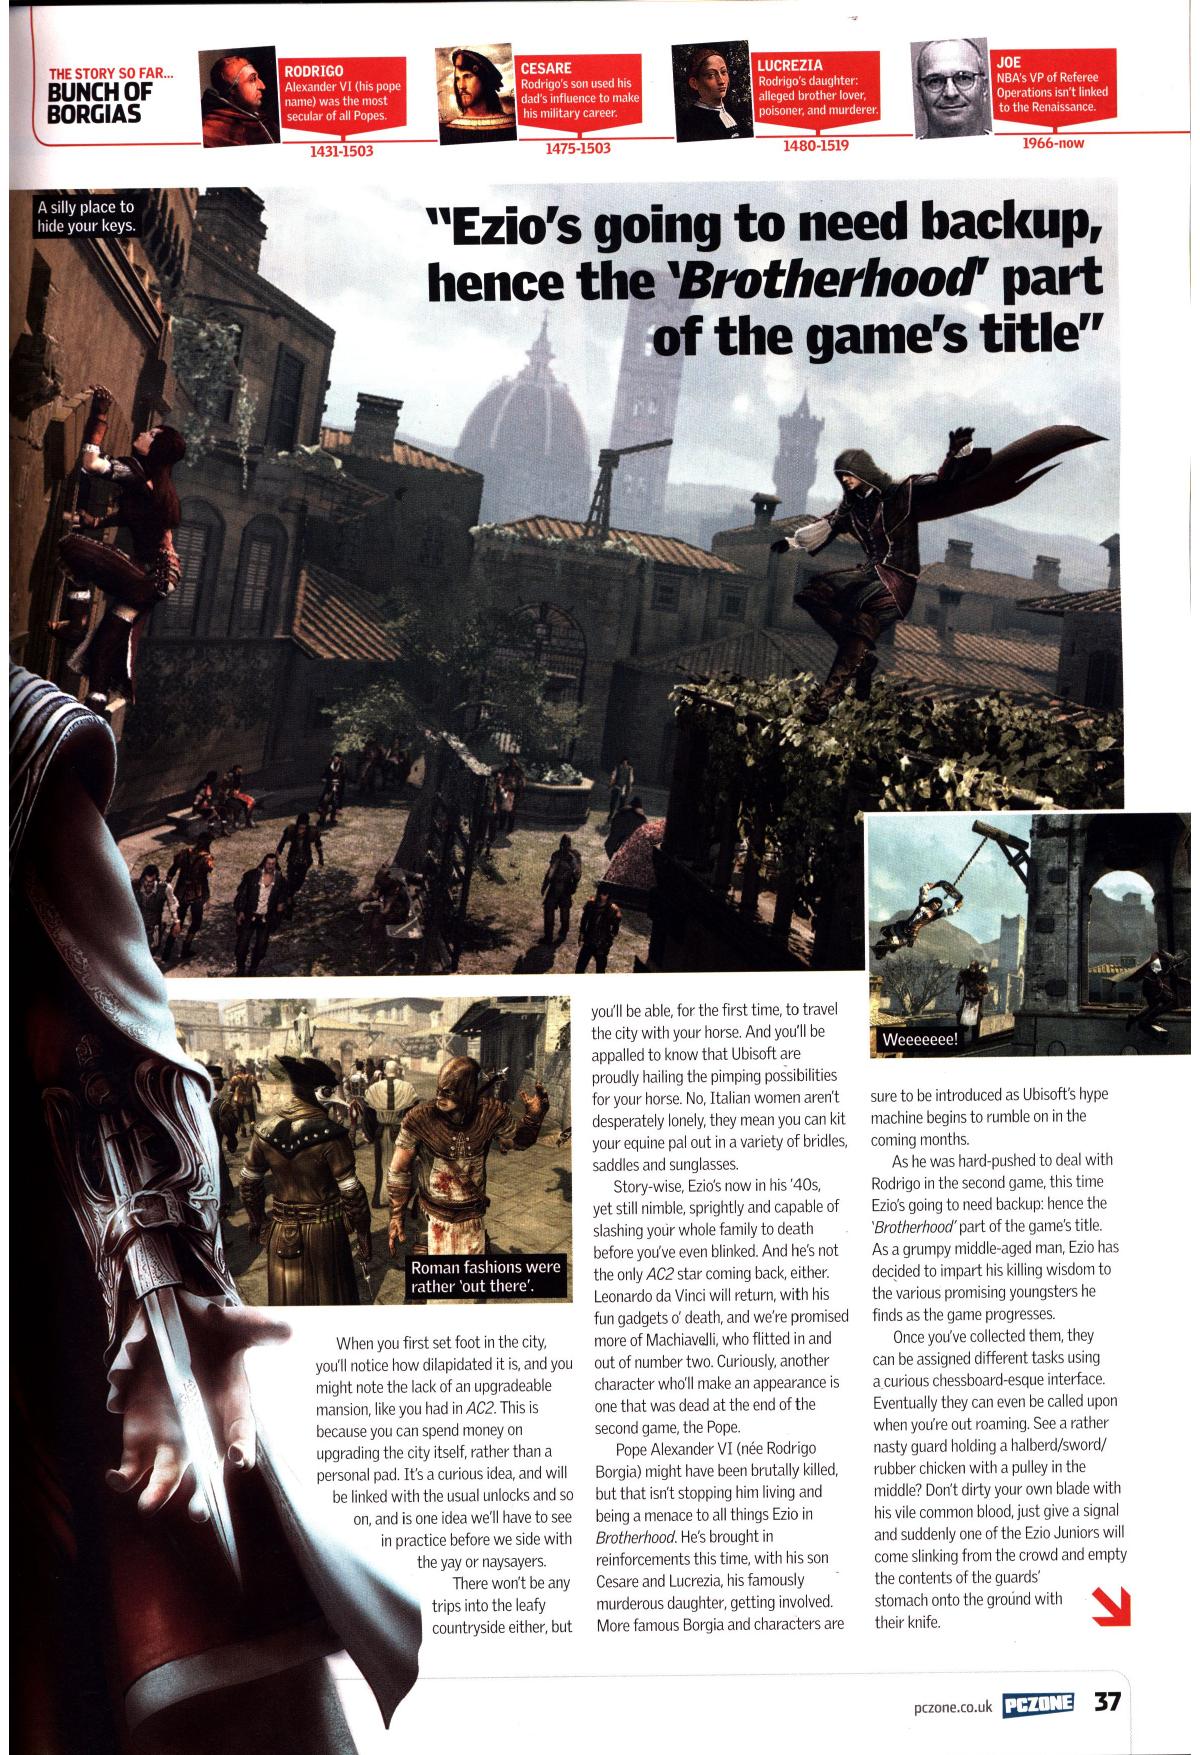 THE STORY SO FAR...
BUNCH OF
BORGIAS
RODRIGO
Alexander VI (his pope
name) was the most
secular of all Popes.
1431-1503
CESARE
Rodrigo's son used his
dad's influence to make
his military career.
1475-1503
LUCREZIA
Rodrigo's daughter:
alleged brother lover,
poisoner, and murderer.
1480-1519
JOE
NBA's VP of Referee
Operations isn't linked
to the Renaissance.
1966-now
A silly place to
hide your keys.
"Ezio's going to need backup,
hence the 'Brotherhood' part
of the game's title"
Weeeeeee!
Roman fashions were
rather 'out there'.
When you first set foot in the city,
you'll notice how dilapidated it is, and you
might note the lack of an upgradeable
mansion, like you had in AC2. This is
because you can spend money on
upgrading the city itself, rather than a
personal pad. It's a curious idea, and will
be linked with the usual unlocks and so
on, and is one idea we'll have to see
in practice before we side with
the yay or naysayers.
There won't be any
trips into the leafy
countryside either, but
you'll be able, for the first time, to travel
the city with your horse. And you'll be
appalled to know that Ubisoft are
proudly hailing the pimping possibilities
for your horse. No, Italian women aren't
desperately lonely, they mean you can kit
your equine pal out in a variety of bridles,
saddles and sunglasses.
Story-wise, Ezio's now in his '40s,
yet still nimble, sprightly and capable of
slashing your whole family to death
before you've even blinked. And he's not
the only AC2 star coming back, either.
Leonardo da Vinci will return, with his
fun gadgets o' death, and we're promised
more of Machiavelli, who flitted in and
out of number two. Curiously, another
character who'll make an appearance is
one that was dead at the end of the
second game, the Pope.
Pope Alexander VI (née Rodrigo
Borgia) might have been brutally killed,
but that isn't stopping him living and
being a menace to all things Ezio in
Brotherhood. He's brought in
reinforcements this time, with his son
Cesare and Lucrezia, his famously
murderous daughter, getting involved.
More famous Borgia and characters are
sure to be introduced as Ubisoft's hype
machine begins to rumble on in the
coming months.
As he was hard-pushed to deal with
Rodrigo in the second game, this time
Ezio's going to need backup: hence the
'Brotherhood' part of the game's title.
As a grumpy middle-aged man, Ezio has
decided to impart his killing wisdom to
the various promising youngsters he
finds as the game progresses.
Once you've collected them, they
can be assigned different tasks using
a curious chessboard-esque interface.
Eventually they can even be called upon
when you're out roaming. See a rather
nasty guard holding a halberd/sword/
rubber chicken with a pulley in the
middle? Don't dirty your own blade with
his vile common blood, just give a signal
and suddenly one of the Ezio Juniors will
come slinking from the crowd and empty
the contents of the guards'
stomach onto the ground with
their knife.
pczone.co.uk PCZONE 37